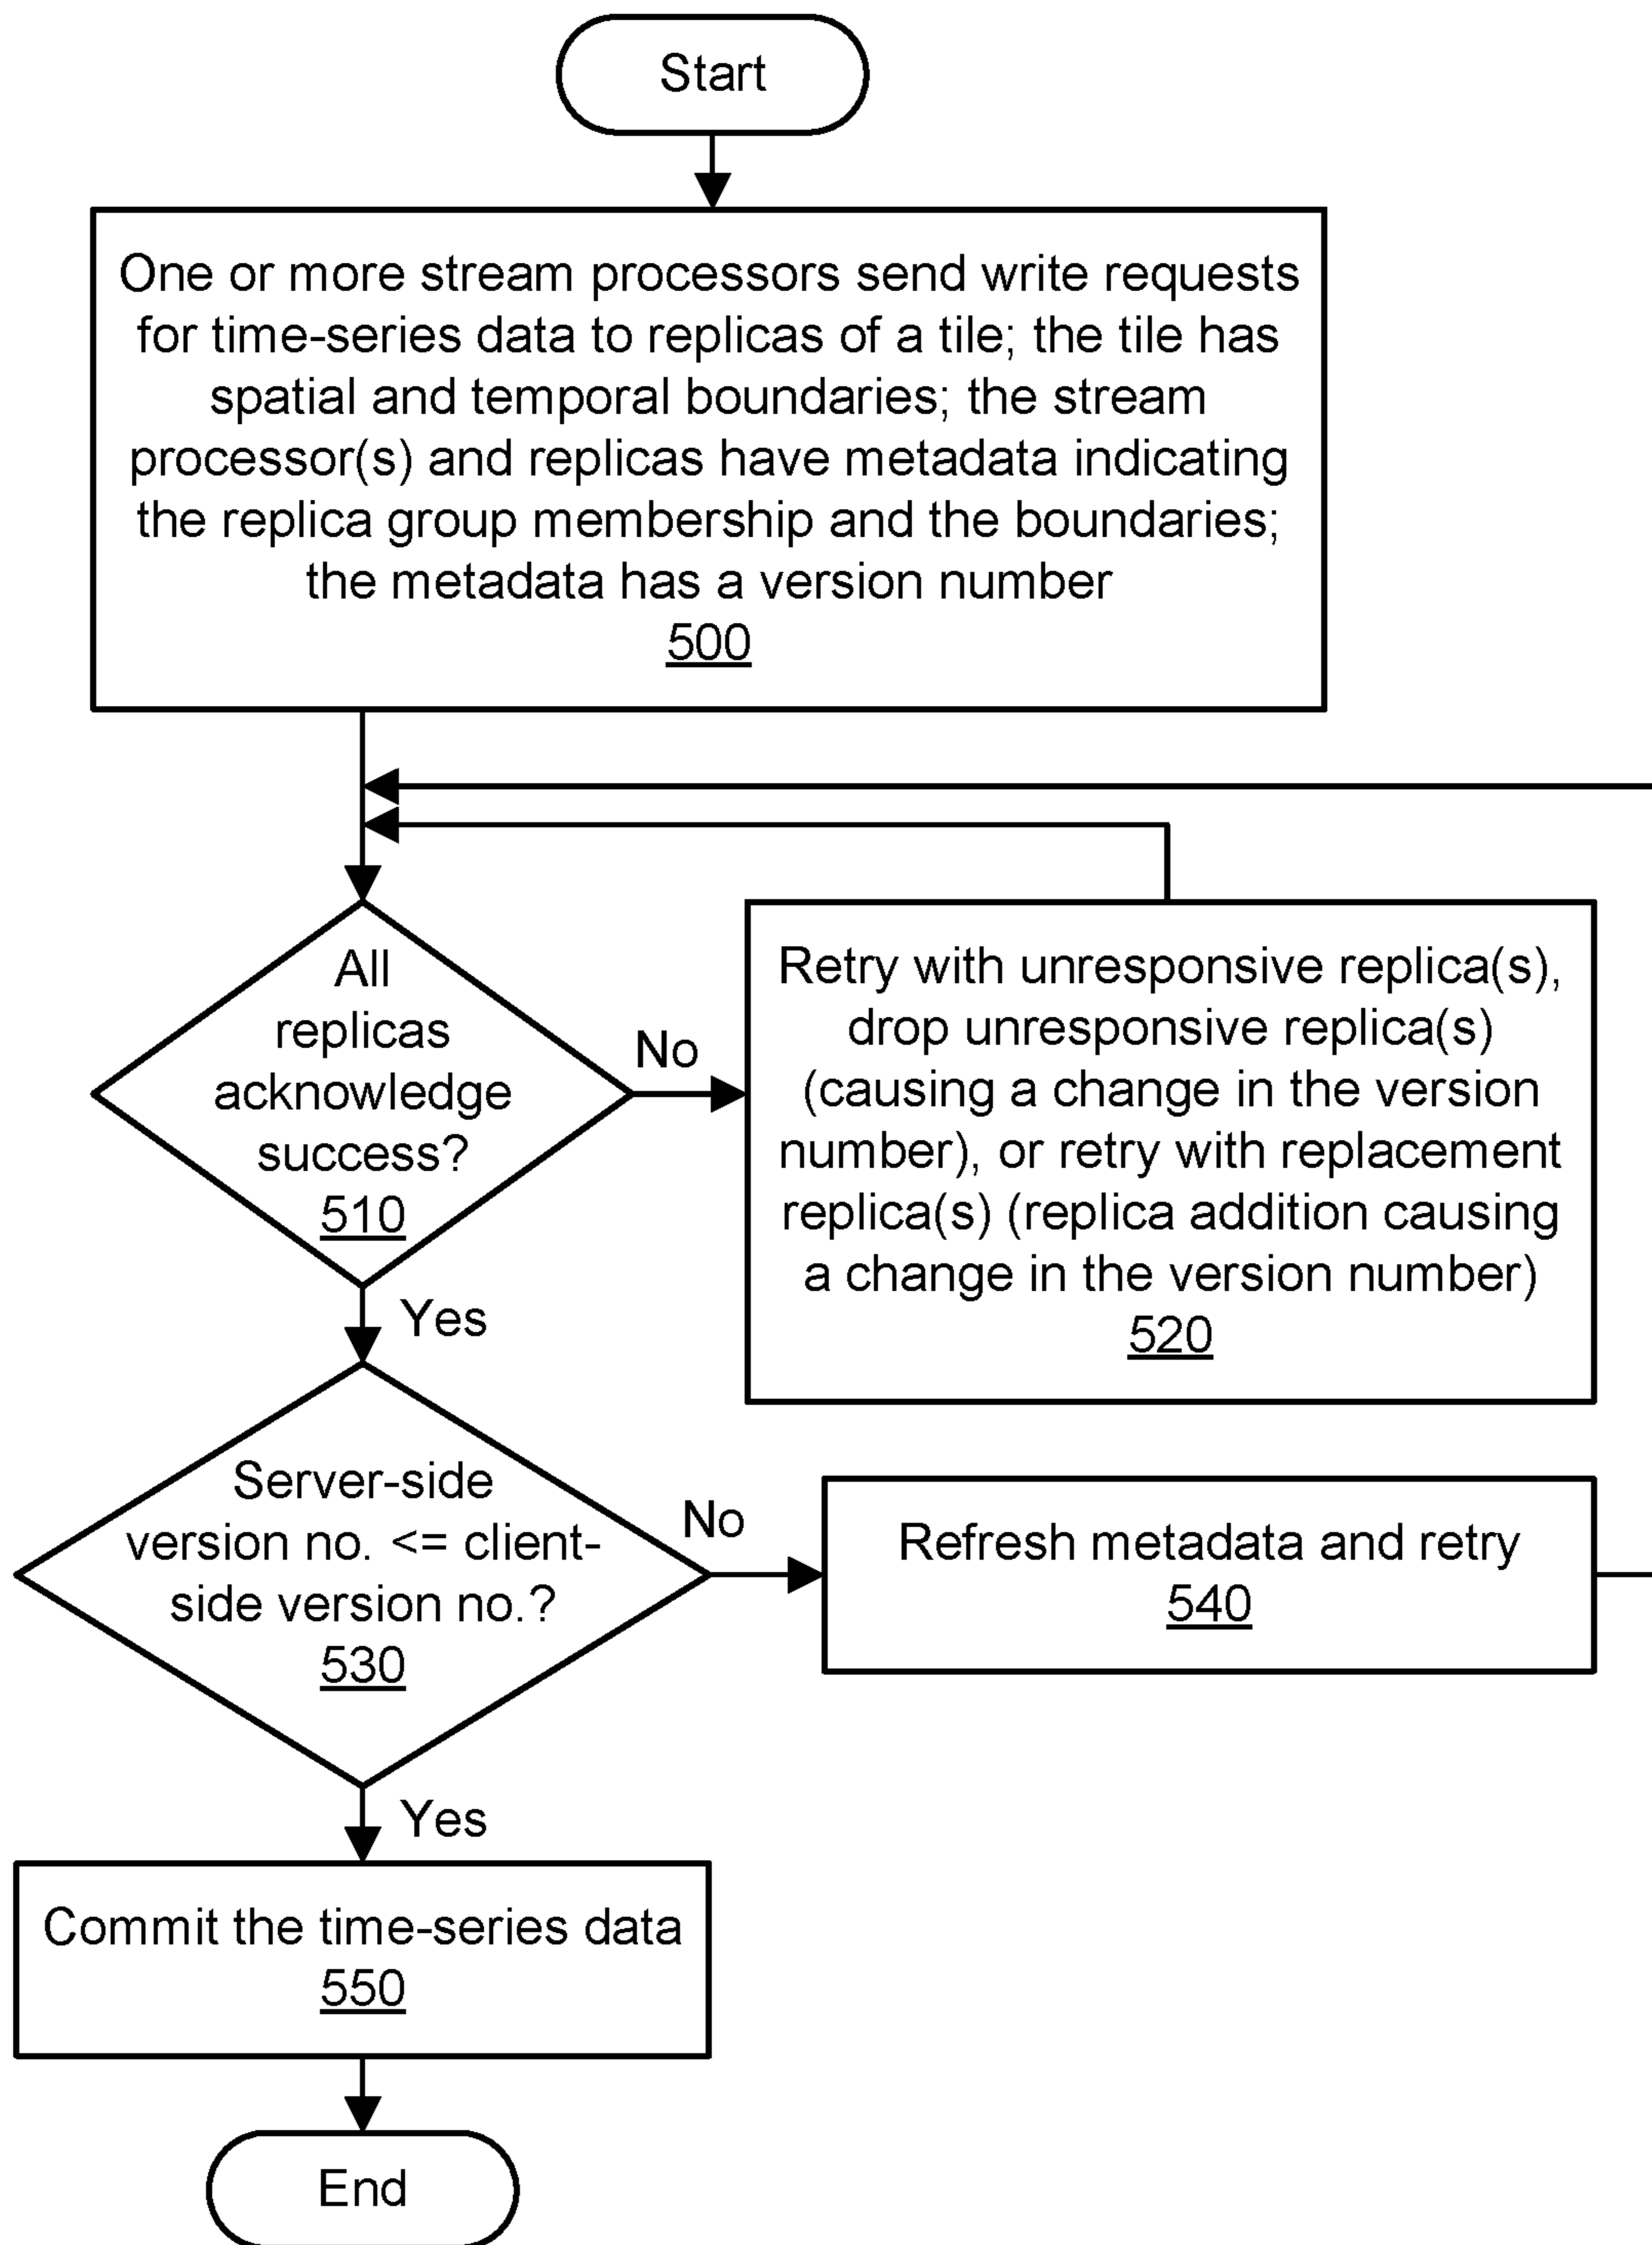 Start
One or more stream processors send write requests
for time-series data to replicas of a tile; the tile has
spatial and temporal boundaries; the stream
processor(s) and replicas have metadata indicating
the replica group membership and the boundaries;
the metadata has a version number
500
All
replicas
acknowledge
success?
510
No
Retry with unresponsive replica(s),
drop unresponsive replica(s)
(causing a change in the version
number), or retry with replacement
replica(s) (replica addition causing
a change in the version number)
520
Yes
Server-side
version no. <= client-
side version no.?
530
No
Refresh metadata and retry
540
Yes
Commit the time-series data
550
End